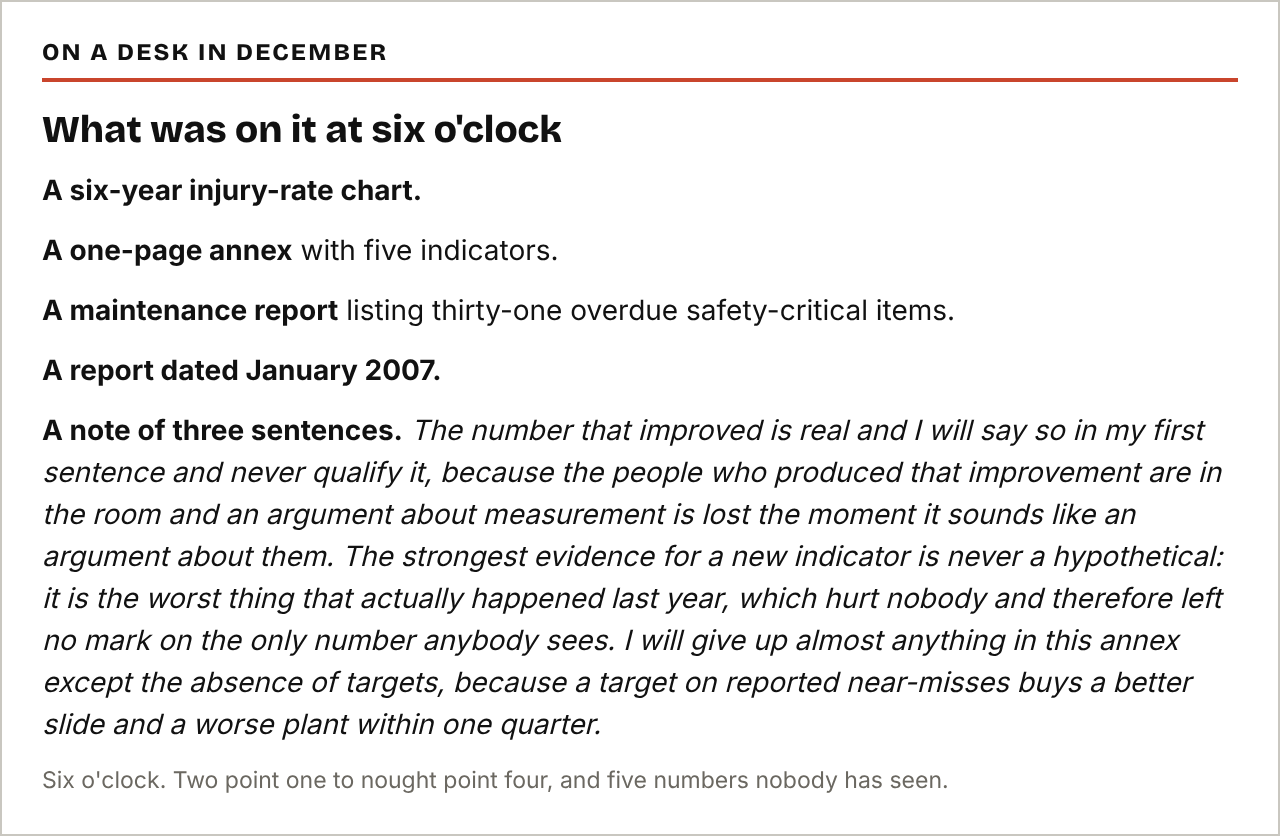 ON A DESK IN DECEMBER
What was on it at six o'clock
A six-year injury-rate chart.
A one-page annex with five indicators.
A maintenance report listing thirty-one overdue safety-critical items.
A report dated January 2007.
A note of three sentences. The number that improved is real and I will say so in my first
sentence and never qualify it, because the people who produced that improvement are in
the room and an argument about measurement is lost the moment it sounds like an
argument about them. The strongest evidence for a new indicator is never a hypothetical:
it is the worst thing that actually happened last year, which hurt nobody and therefore left
no mark on the only number anybody sees. I will give up almost anything in this annex
except the absence of targets, because a target on reported near-misses buys a better
slide and a worse plant within one quarter.
Six o'clock. Two point one to nought point four, and five numbers nobody has seen.